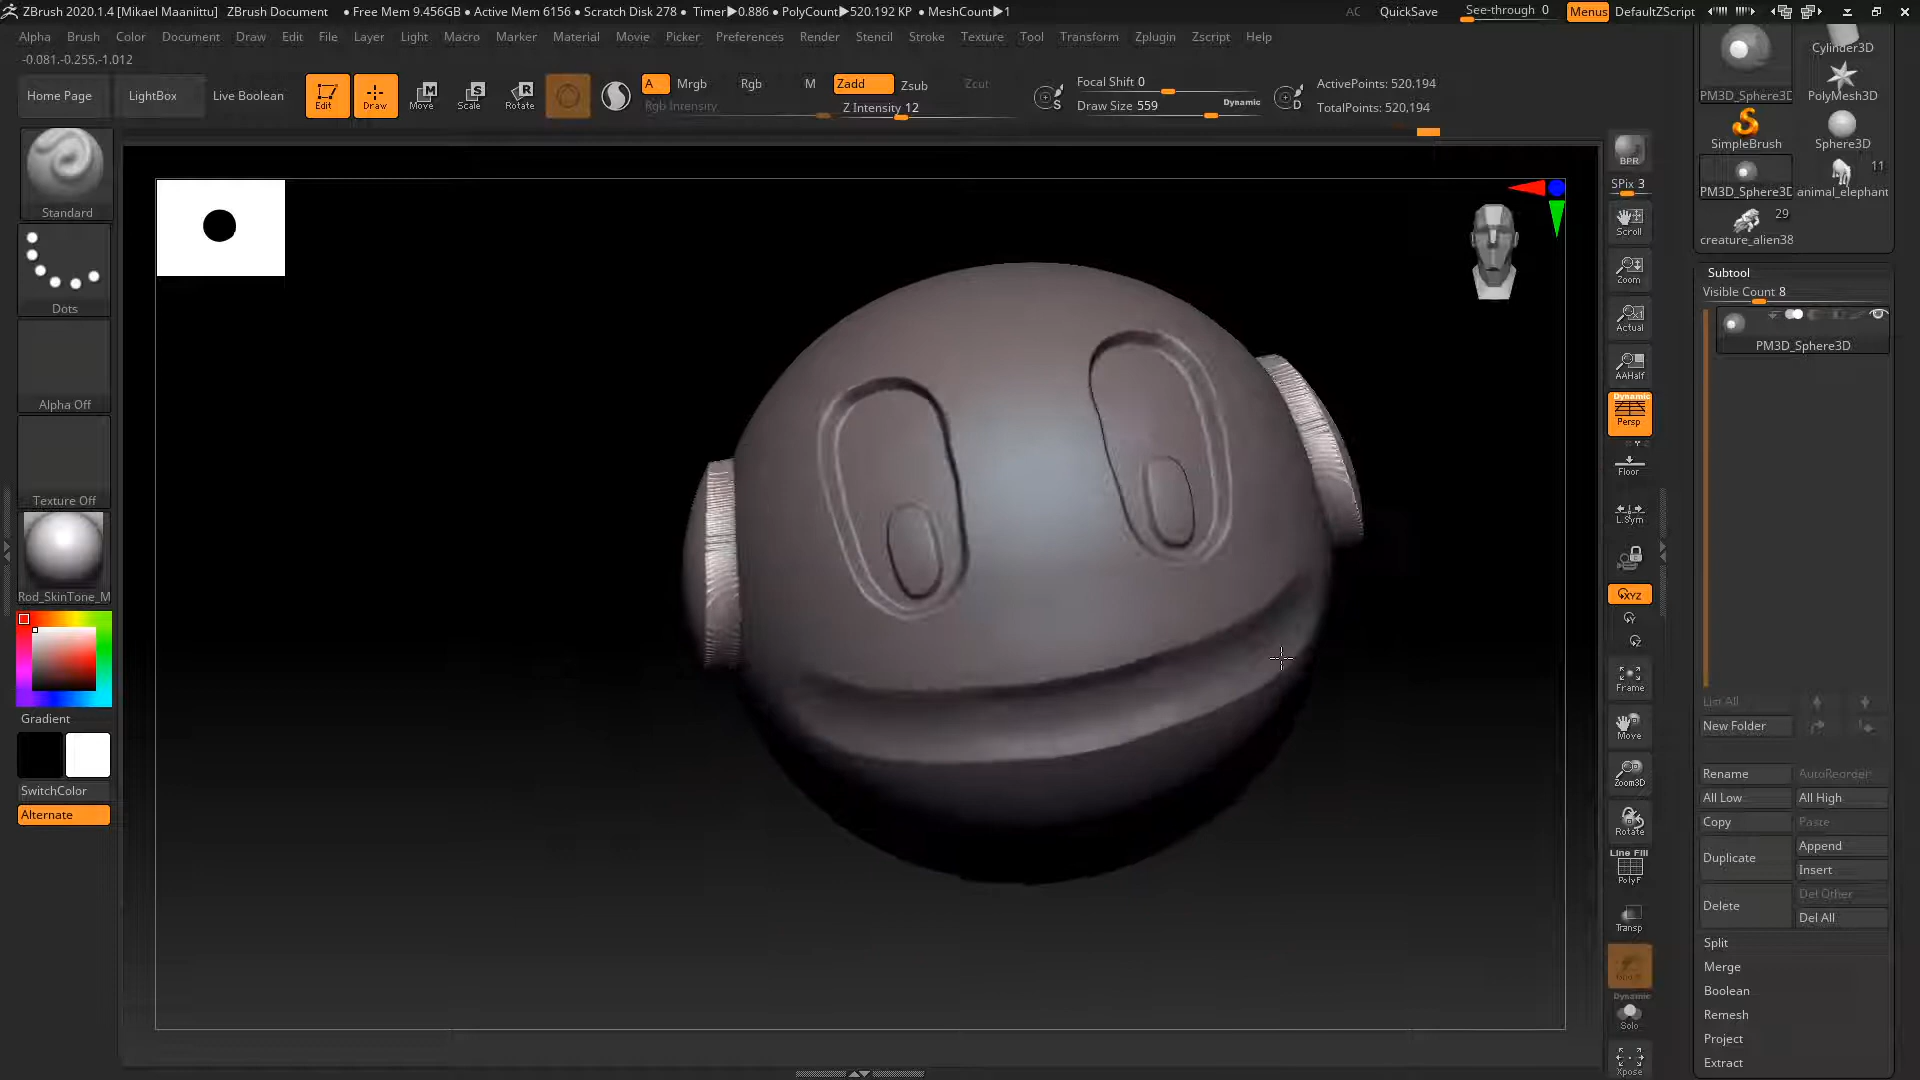 ZBrush 2020.1.4 [Mikael Maaniittu] ZBrush Document ● Free Mem 9.456GB ● Active Mem 6156 ● Scratch Disk 278 ● Timer▶0.886 ● PolyCount▶520.192 KP ● MeshCount▶1 AC QuickSave See-through 0 Menus DefaultZScript
Alpha Brush Color Document Draw Edit File Layer Light Macro Marker Material Movie Picker Preferences Render Stencil Stroke Texture Tool Transform Zplugin Zscript Help
-0.081,-0.255,-1.012
Home Page LightBox Live Boolean Edit Draw Move Scale Rotate
A Mrgb Rgb M Zadd Zsub Zcut
Rgb Intensity Z Intensity 12
S Focal Shift 0
Draw Size 559 Dynamic
D ActivePoints: 520,194
TotalPoints: 520,194
Standard
Dots
Alpha Off
Texture Off
Rod_SkinTone_M
Gradient
SwitchColor
Alternate
BPR
SPix 3
Scroll
Zoom
Actual
AAHalf
Dynamic
Persp
Floor
L.Sym
XYZ
Y
Z
Frame
Move
Zoom3D
Rotate
Line Fill
PolyF
Transp
Dynamic
Solo
Xpose
Cylinder3D
PM3D_Sphere3D PolyMesh3D
SimpleBrush Sphere3D
11
PM3D_Sphere3D animal_elephant
29
creature_alien38
Subtool
Visible Count 8
PM3D_Sphere3D
List All
New Folder
Rename AutoReorder
All Low All High
Copy Paste
Duplicate Append
Insert
Delete Del Other
Del All
Split
Merge
Boolean
Remesh
Project
Extract